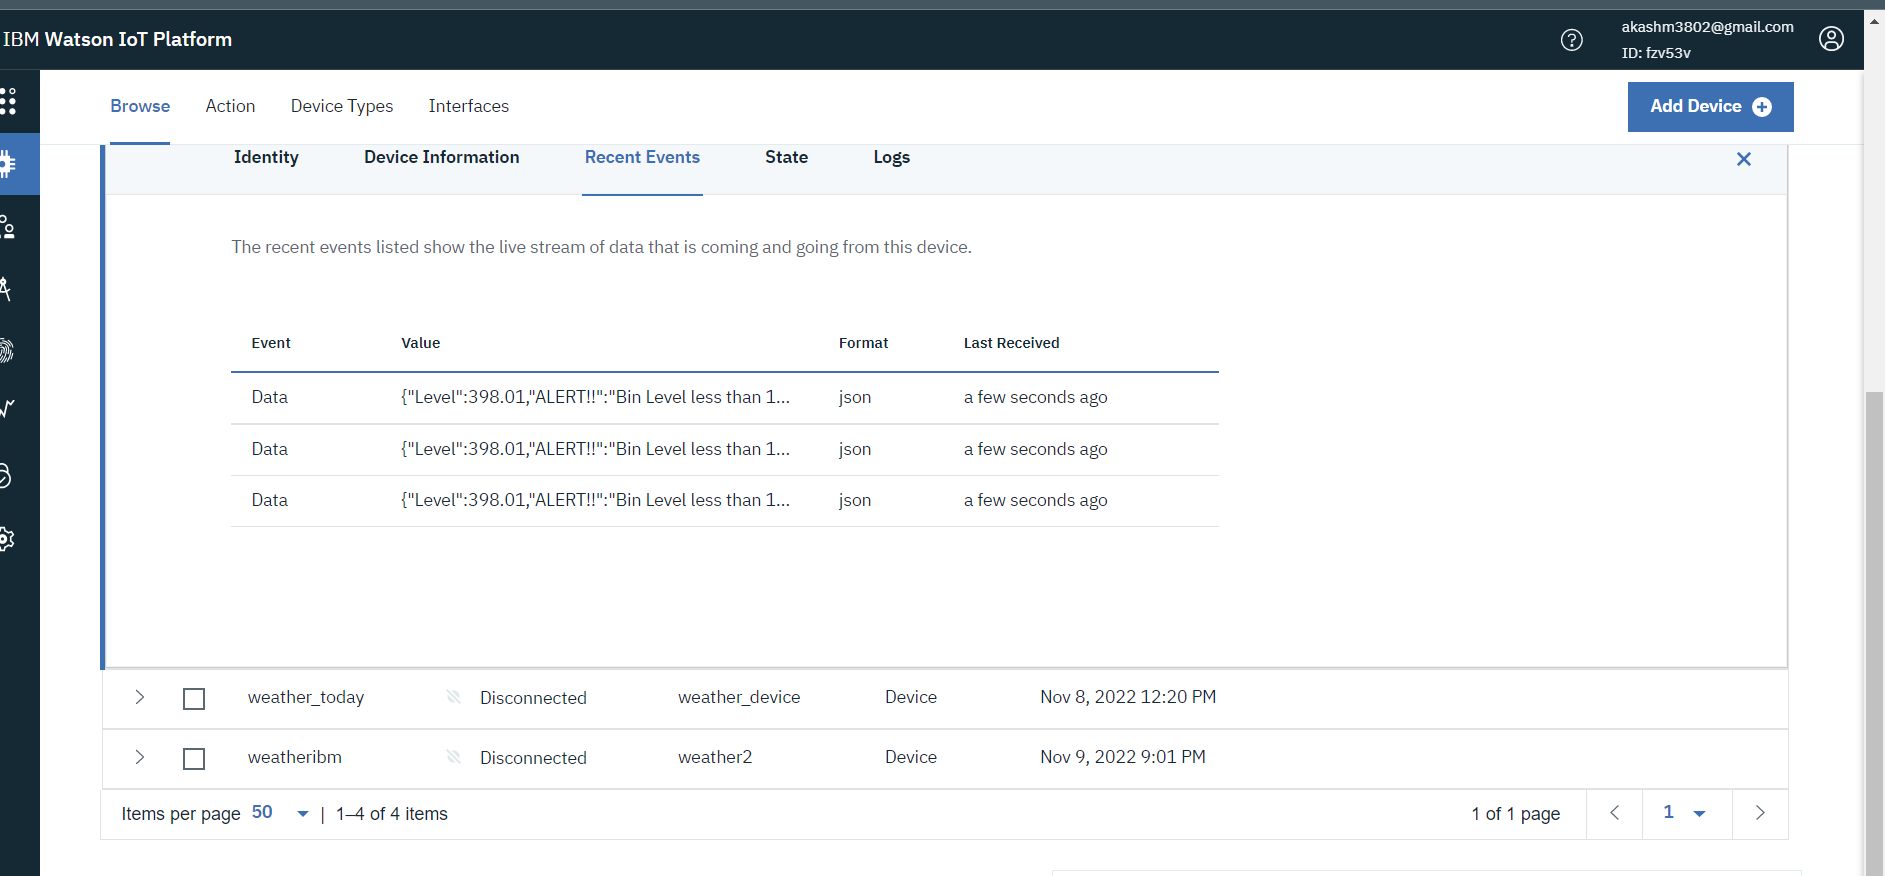 IBM Watson IoT Platform
akashm3802@gmail.com
ID: fzv53v
Browse Action Device Types Interfaces
Add Device
Identity Device Information Recent Events State Logs
The recent events listed show the live stream of data that is coming and going from this device.
Event Value Format Last Received
Data {"Level":398.01,"ALERT!!":"Bin Level less than 1... json a few seconds ago
Data {"Level":398.01,"ALERT!!":"Bin Level less than 1... json a few seconds ago
Data {"Level":398.01,"ALERT!!":"Bin Level less than 1... json a few seconds ago
weather_today Disconnected weather_device Device Nov 8, 2022 12:20 PM
weatheribm Disconnected weather2 Device Nov 9, 2022 9:01 PM
Items per page 50 | 1–4 of 4 items 1 of 1 page 1